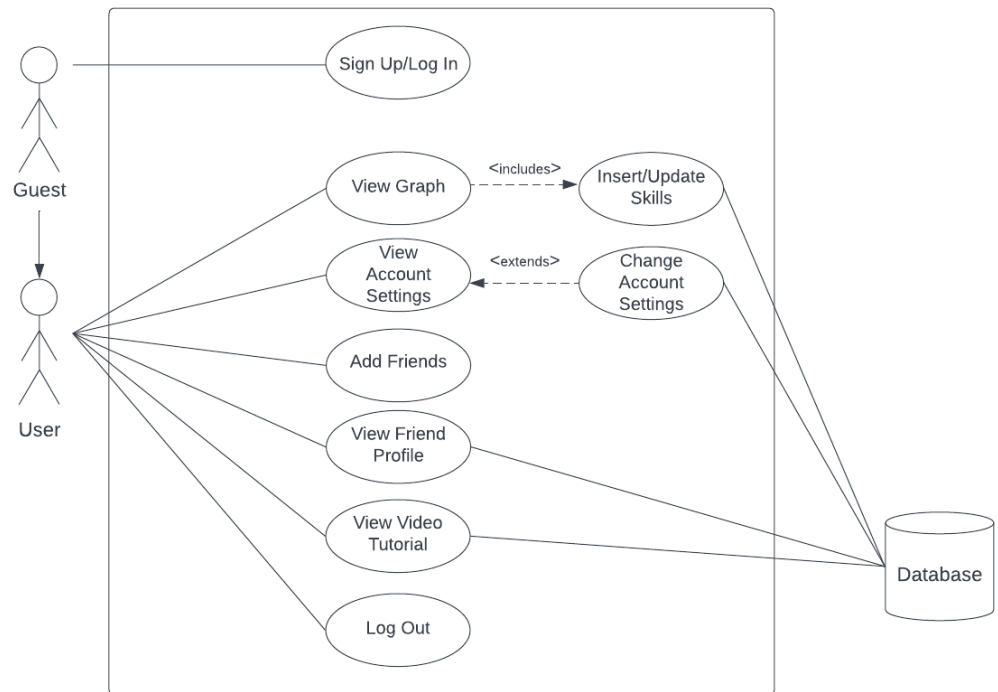 Sign Up/Log In
Guest
View Graph
<includes>
Insert/Update
Skills
View
Account
Settings
<extends>
Change
Account
Settings
User
Add Friends
View Friend
Profile
View Video
Tutorial
Database
Log Out